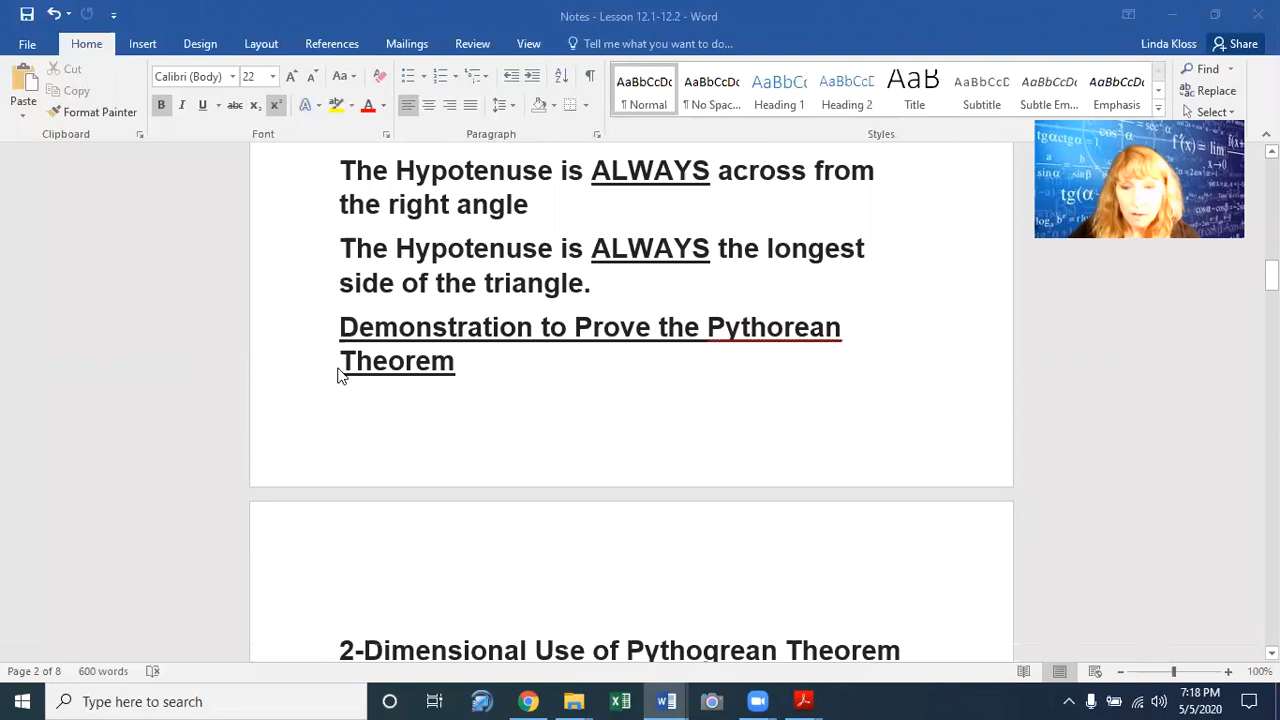 Notes - Lesson 12.1-12.2 - Word
File Home Insert Design Layout References Mailings Review View Tell me what you want to do... Linda Kloss Share
Cut
Copy
Format Painter
Paste
Calibri (Body) 22
AaBbCcDc AaBbCcDc AaBbCc AaBbCcC AaB AaBbCcD AaBbCcDc AaBbCcDc
¶ Normal ¶ No Spac... Heading 1 Heading 2 Title Subtitle Subtle Em... Emphasis
Find
Replace
Select
Clipboard Font Paragraph Styles
The Hypotenuse is ALWAYS across from
the right angle
The Hypotenuse is ALWAYS the longest
side of the triangle.
Demonstration to Prove the Pythorean
Theorem
2-Dimensional Use of Pythogrean Theorem
Page 2 of 8 600 words 100%
Type here to search
7:18 PM
5/5/2020